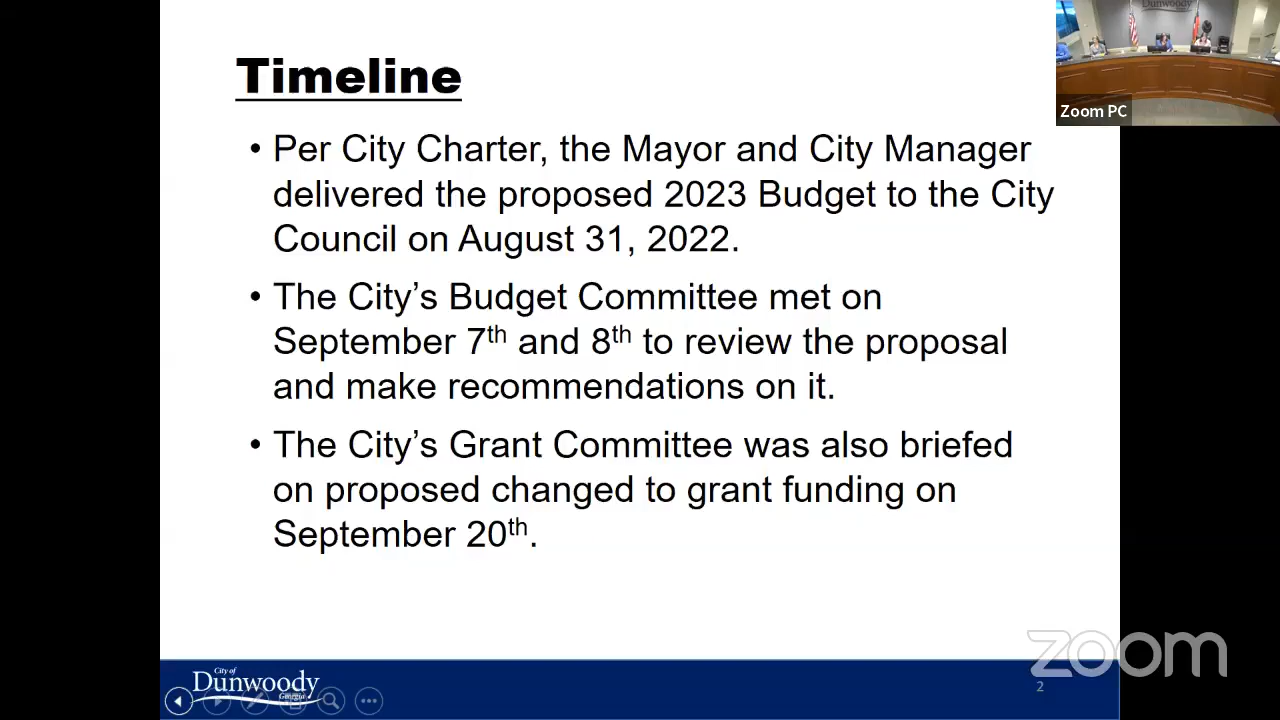 Dunwoody
Zoom PC
Timeline
• Per City Charter, the Mayor and City Manager
delivered the proposed 2023 Budget to the City
Council on August 31, 2022.
• The City’s Budget Committee met on
September 7th and 8th to review the proposal
and make recommendations on it.
• The City’s Grant Committee was also briefed
on proposed changed to grant funding on
September 20th.
zoom
City of
Dunwoody
Georgia
2